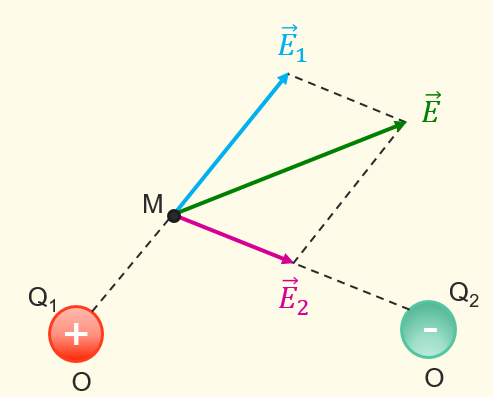 E⃗₁
E⃗
M
E⃗₂
Q₁
Q₂
+
-
O
O